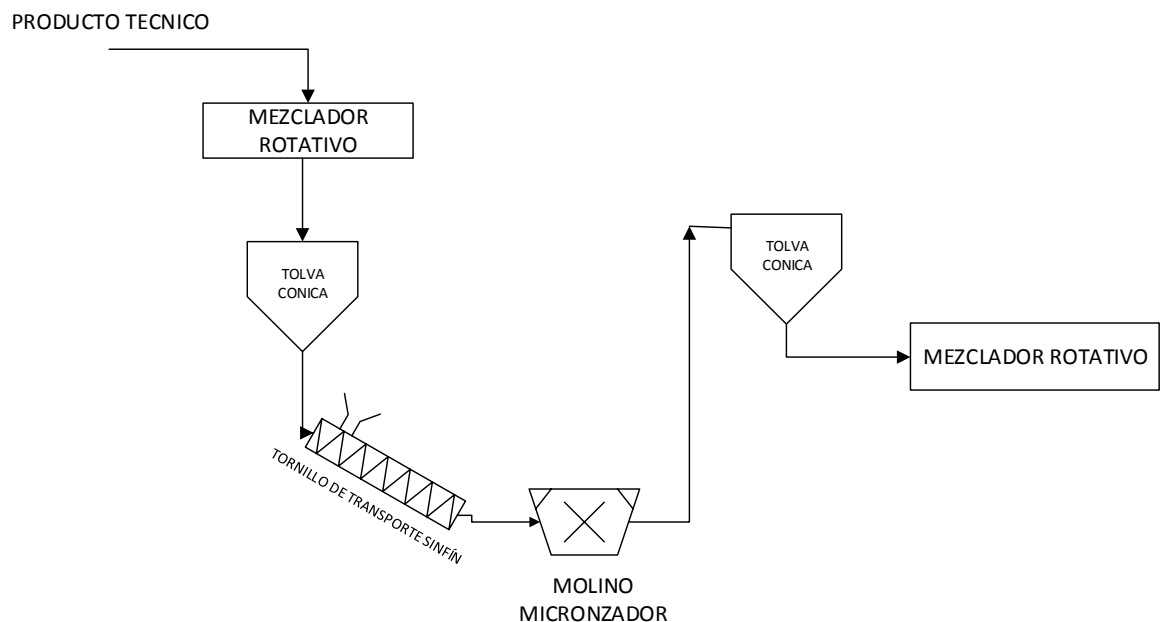 PRODUCTO TECNICO
MEZCLADOR
ROTATIVO
TOLVA
CONICA
TORNILLO DE TRANSPORTE SINFÍN
MOLINO
MICRONZADOR
TOLVA
CONICA
MEZCLADOR ROTATIVO